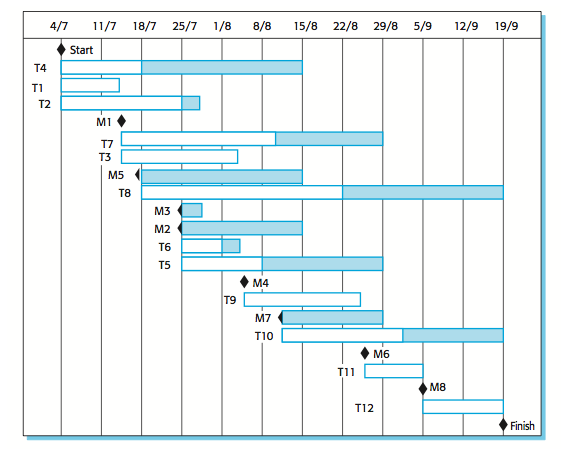 4/7 11/7 18/7 25/7 1/8 8/8 15/8 22/8 29/8 5/9 12/9 19/9
Start
T4
T1
T2
M1
T7
T3
M5
T8
M3
M2
T6
T5
M4
T9
M7
T10
M6
T11
M8
T12
Finish